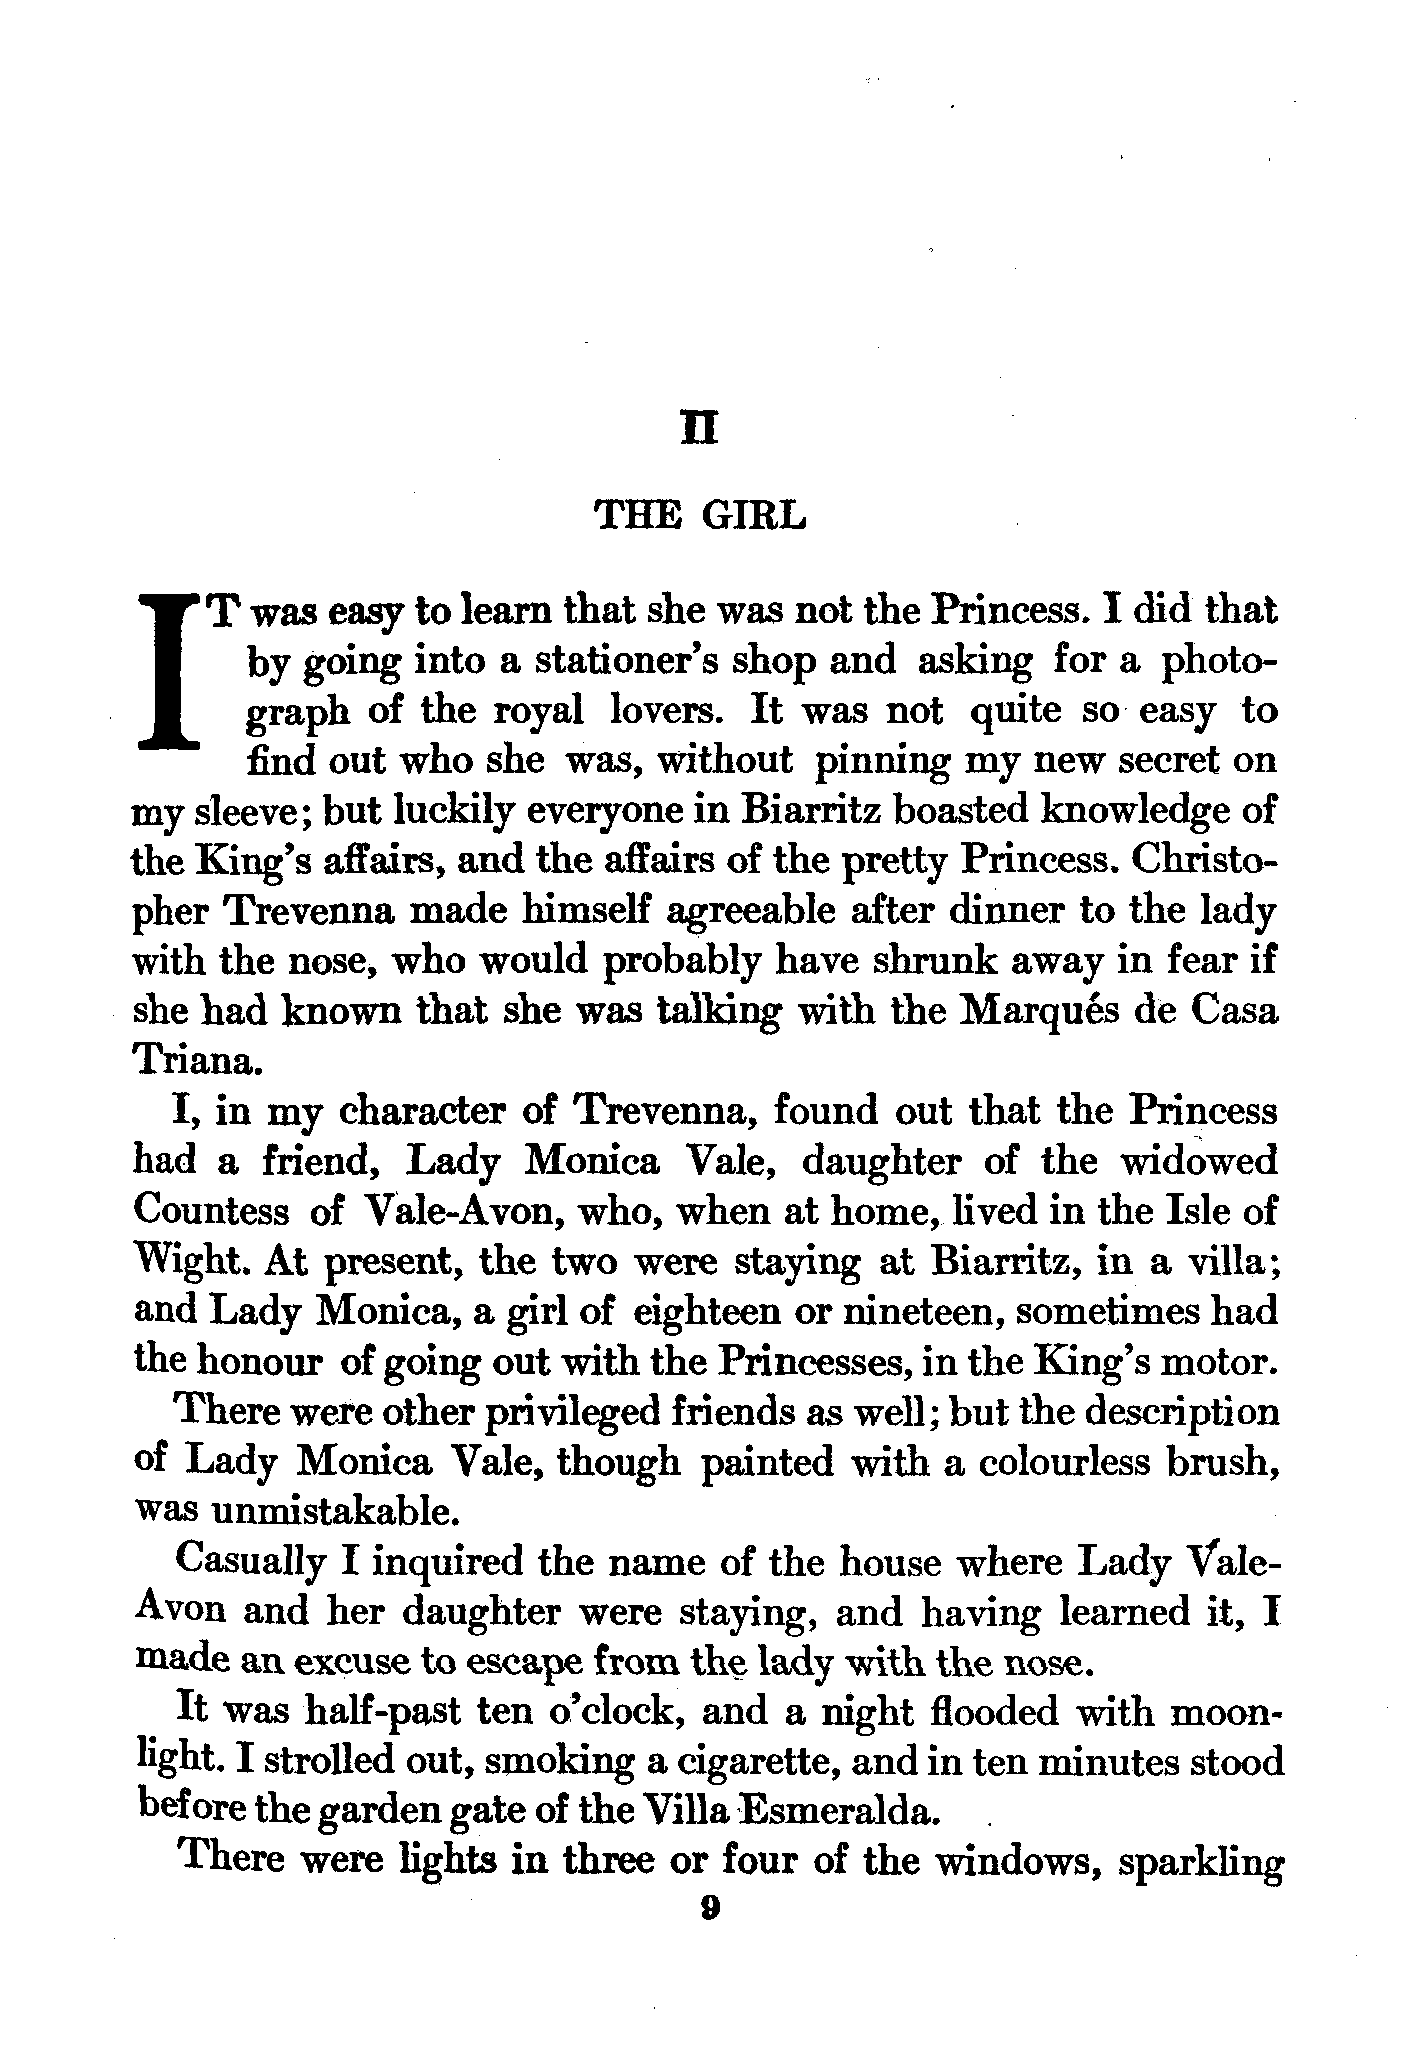 II
THE GIRL
IT was easy to learn that she was not the Princess. I did that
by going into a stationer's shop and asking for a photo-
graph of the royal lovers. It was not quite so easy to
find out who she was, without pinning my new secret on
my sleeve; but luckily everyone in Biarritz boasted knowledge of
the King's affairs, and the affairs of the pretty Princess. Christo-
pher Trevenna made himself agreeable after dinner to the lady
with the nose, who would probably have shrunk away in fear if
she had known that she was talking with the Marqués de Casa
Triana.
I, in my character of Trevenna, found out that the Princess
had a friend, Lady Monica Vale, daughter of the widowed
Countess of Vale-Avon, who, when at home, lived in the Isle of
Wight. At present, the two were staying at Biarritz, in a villa;
and Lady Monica, a girl of eighteen or nineteen, sometimes had
the honour of going out with the Princesses, in the King's motor.
There were other privileged friends as well; but the description
of Lady Monica Vale, though painted with a colourless brush,
was unmistakable.
Casually I inquired the name of the house where Lady Vale-
Avon and her daughter were staying, and having learned it, I
made an excuse to escape from the lady with the nose.
It was half-past ten o'clock, and a night flooded with moon-
light. I strolled out, smoking a cigarette, and in ten minutes stood
before the garden gate of the Villa Esmeralda.
There were lights in three or four of the windows, sparkling
9